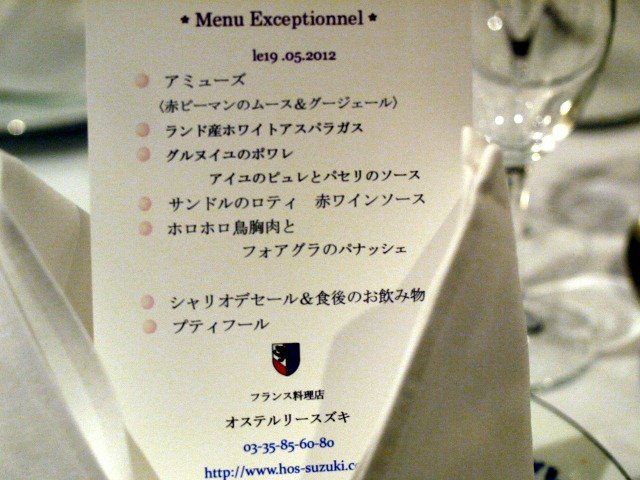 * Menu Exceptionnel *
le19 .05.2012
アミューズ
(赤ピーマンのムース＆グージェール)
ランド産ホワイトアスパラガス
グルヌイユのポワレ
アイユのピュレとパセリのソース
サンドルのロティ　赤ワインソース
ホロホロ鳥胸肉と
フォアグラのパナッシェ
シャリオデセール＆食後のお飲み物
プティフール
フランス料理店
オステルリースズキ
03-35-85-60-80
http://www.hos-suzuki.c